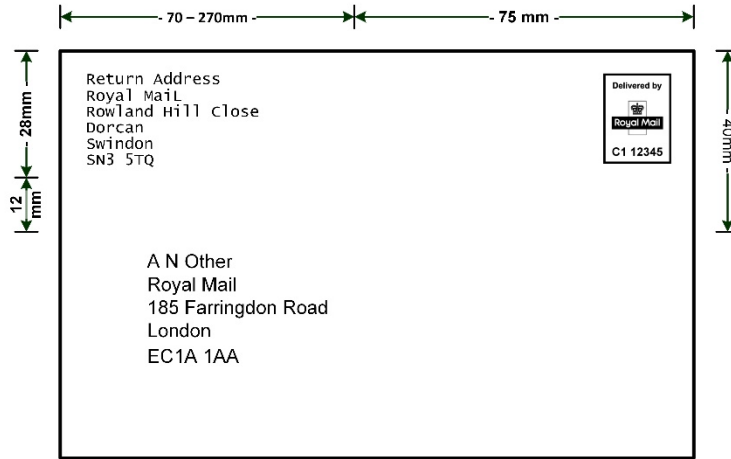 - 70 – 270mm -
- 75 mm -
- 28mm -
12
mm
- 40mm -
Return Address
Royal MaiL
Rowland Hill Close
Dorcan
Swindon
SN3 5TQ
Delivered by
Royal Mail
C1 12345
A N Other
Royal Mail
185 Farringdon Road
London
EC1A 1AA